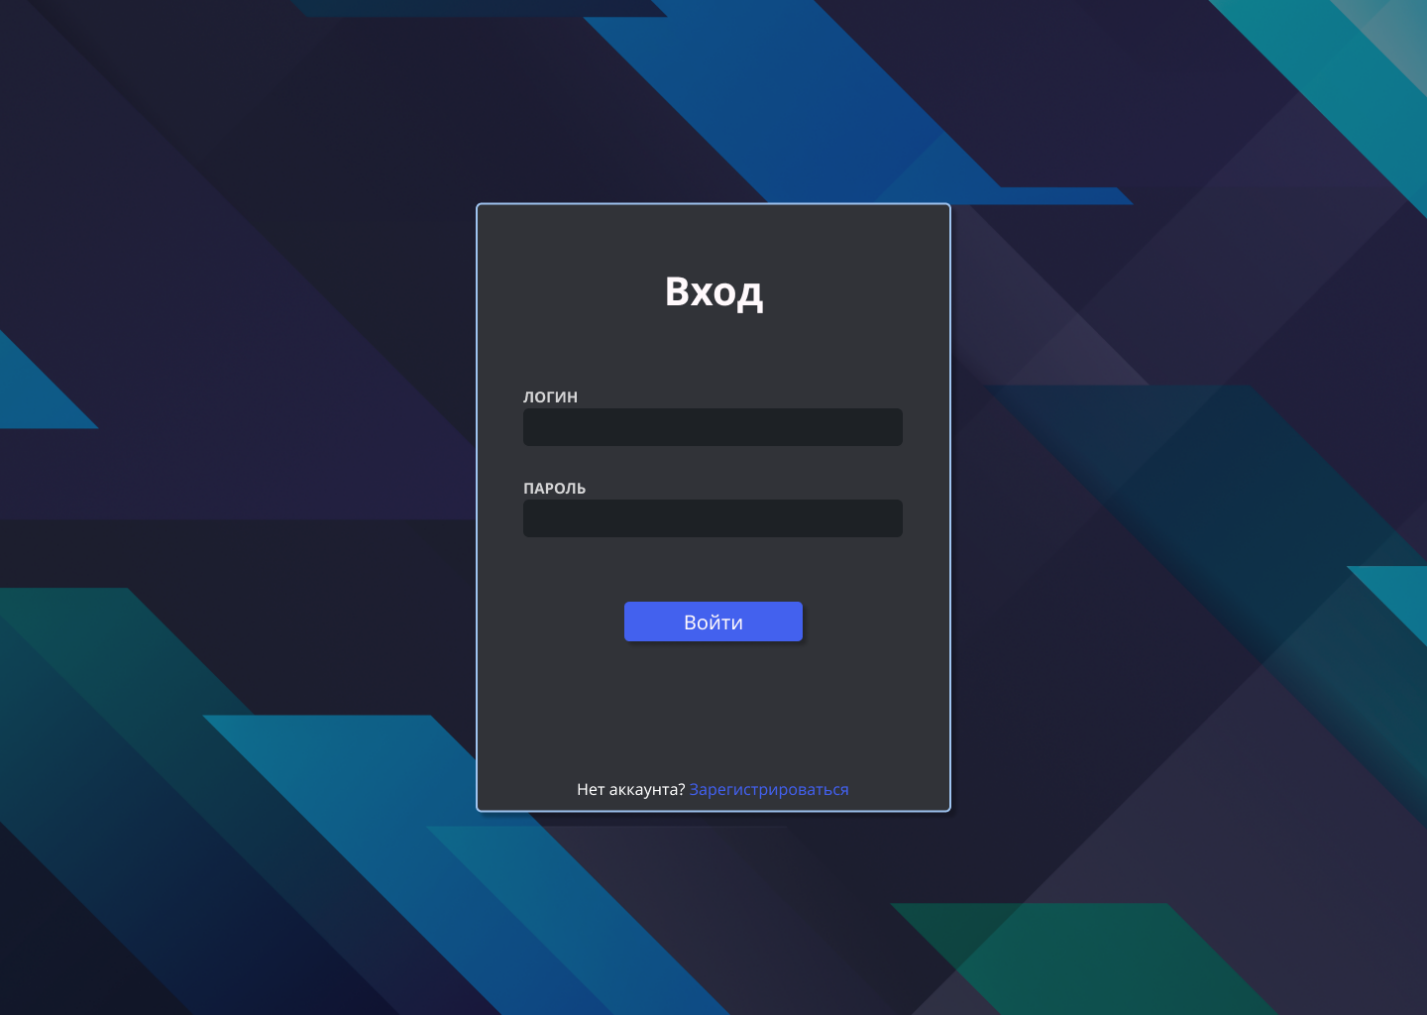 Вход
ЛОГИН
ПАРОЛЬ
Войти
Нет аккаунта? Зарегистрироваться